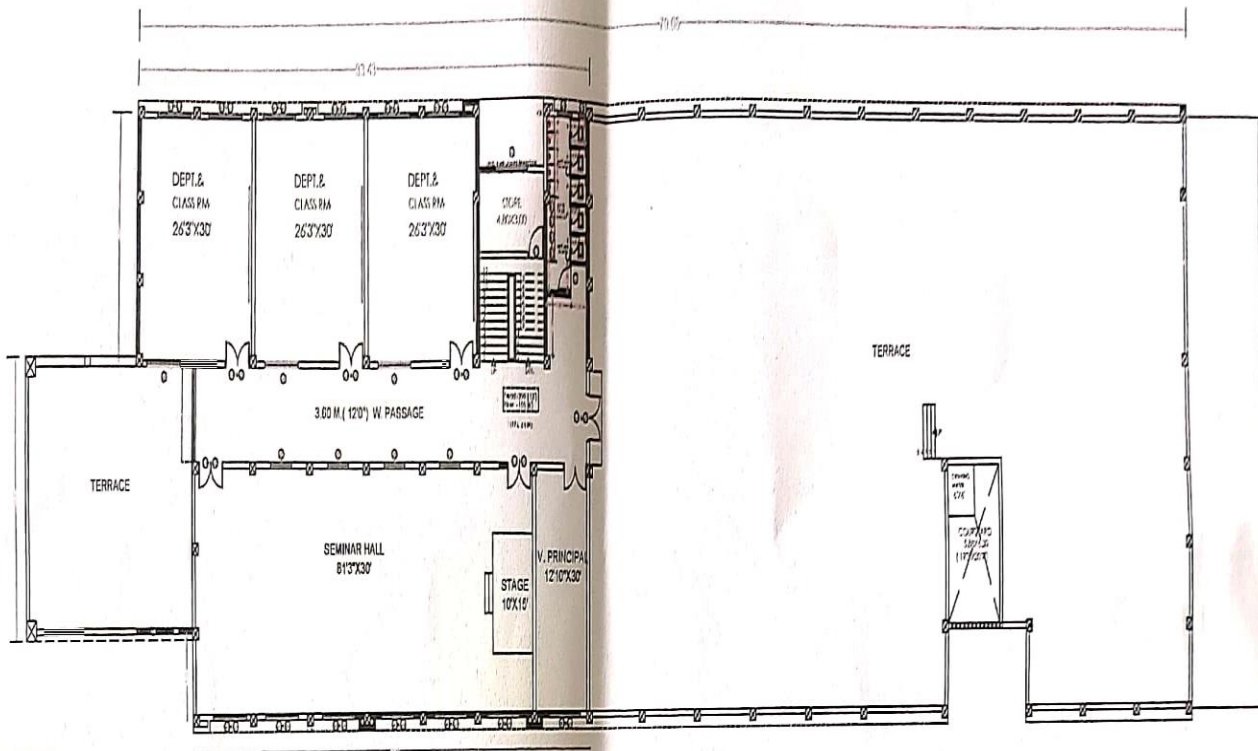 DEPT.&
CLASS RM
26'3"X30'
DEPT.&
CLASS RM
26'3"X30'
DEPT.&
CLASS RM
26'3"X30'
STORE
TERRACE
3.60 M.( 12'0") W. PASSAGE
UP
TERRACE
SEMINAR HALL
81'3"X30'
STAGE
10'X15'
V. PRINCIPAL
12'10"X30'
COURTYARD